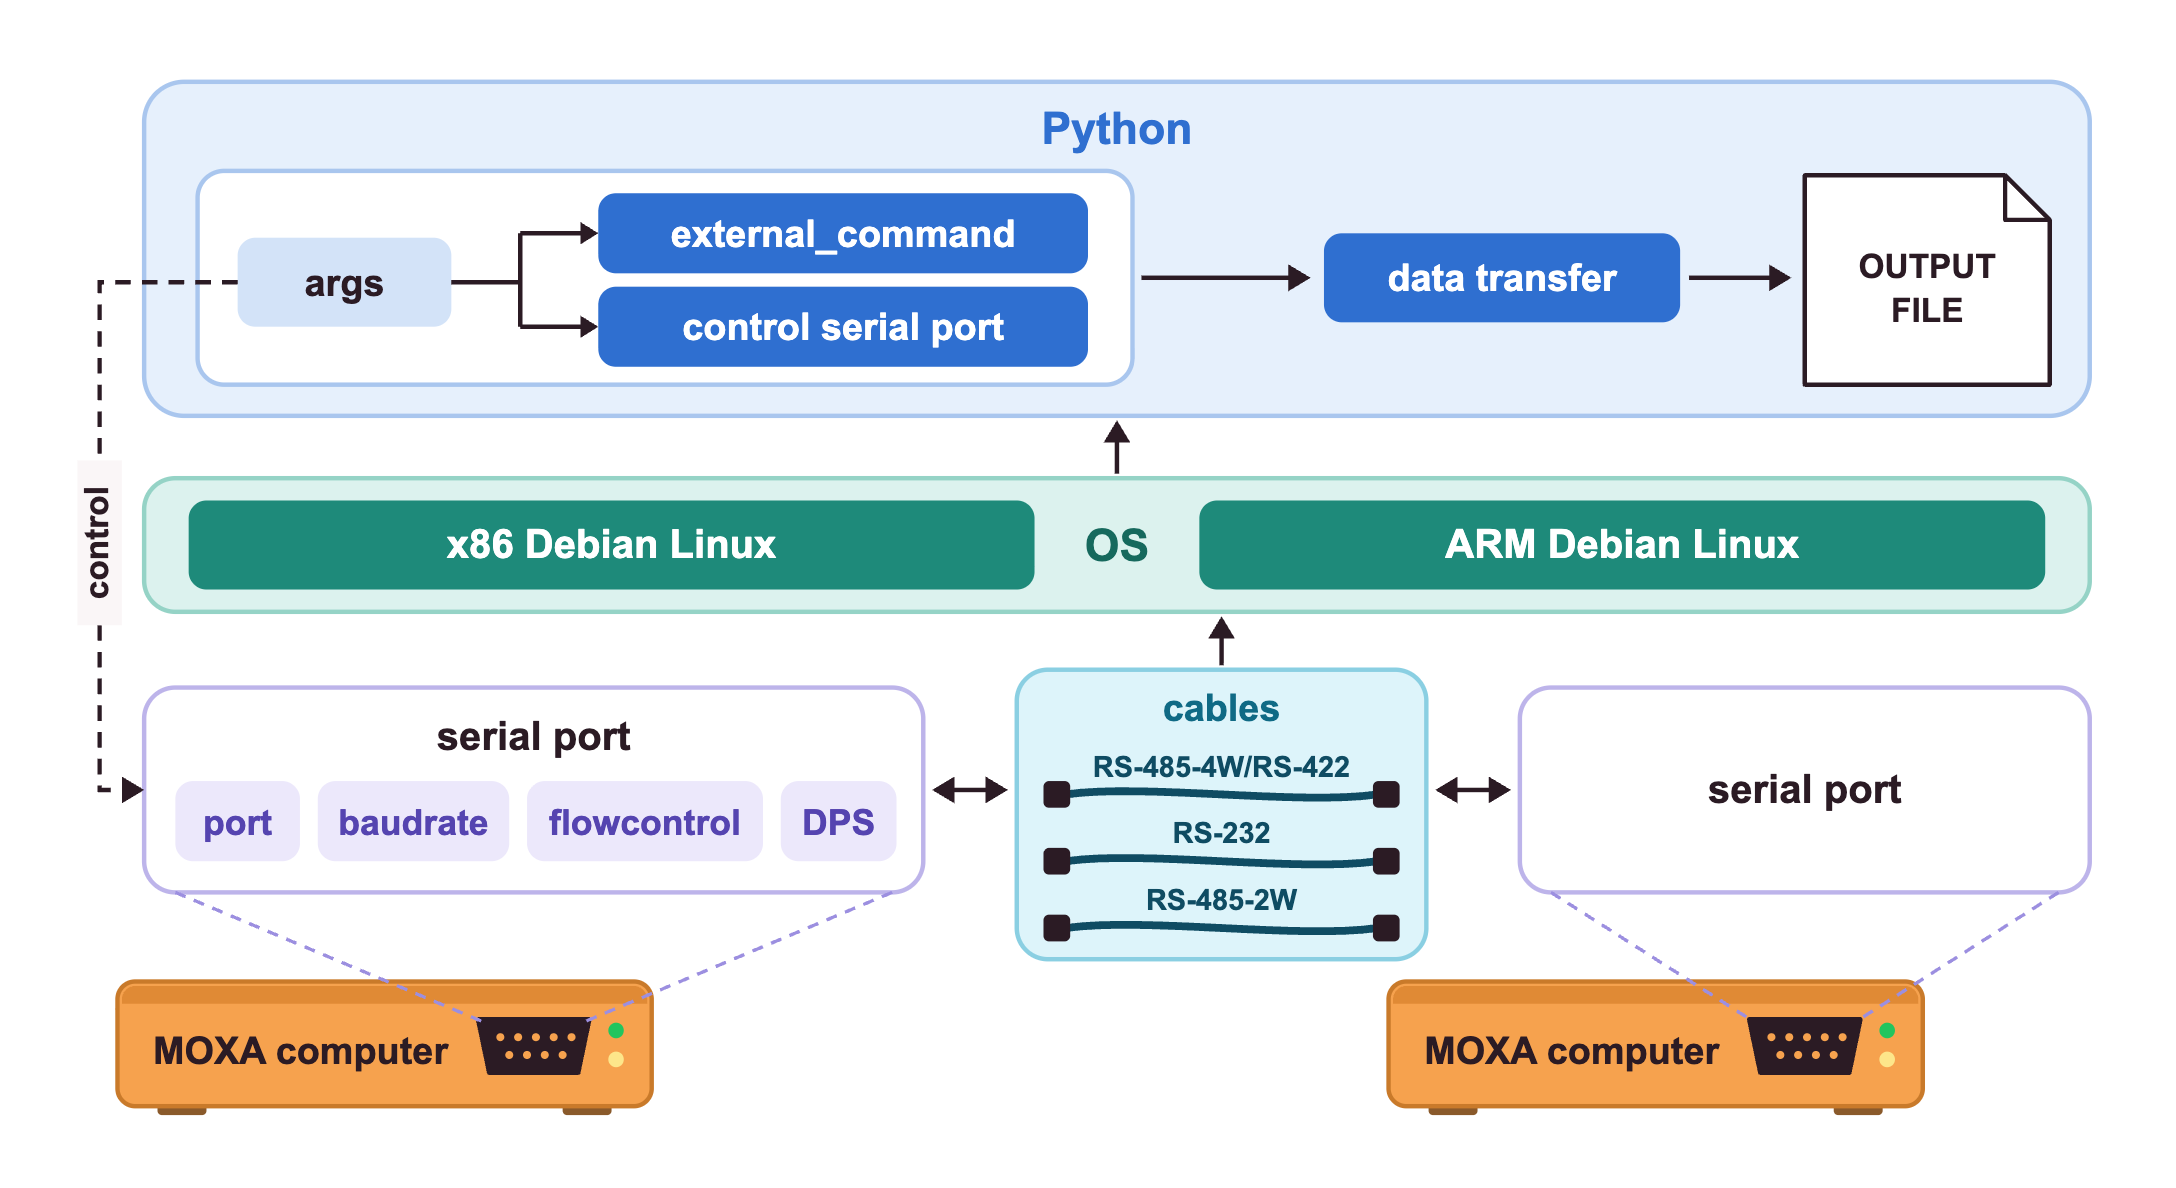 Python
args
external_command
control serial port
data transfer
OUTPUT
FILE
control
x86 Debian Linux
OS
ARM Debian Linux
serial port
port
baudrate
flowcontrol
DPS
cables
RS-485-4W/RS-422
RS-232
RS-485-2W
serial port
MOXA computer
MOXA computer